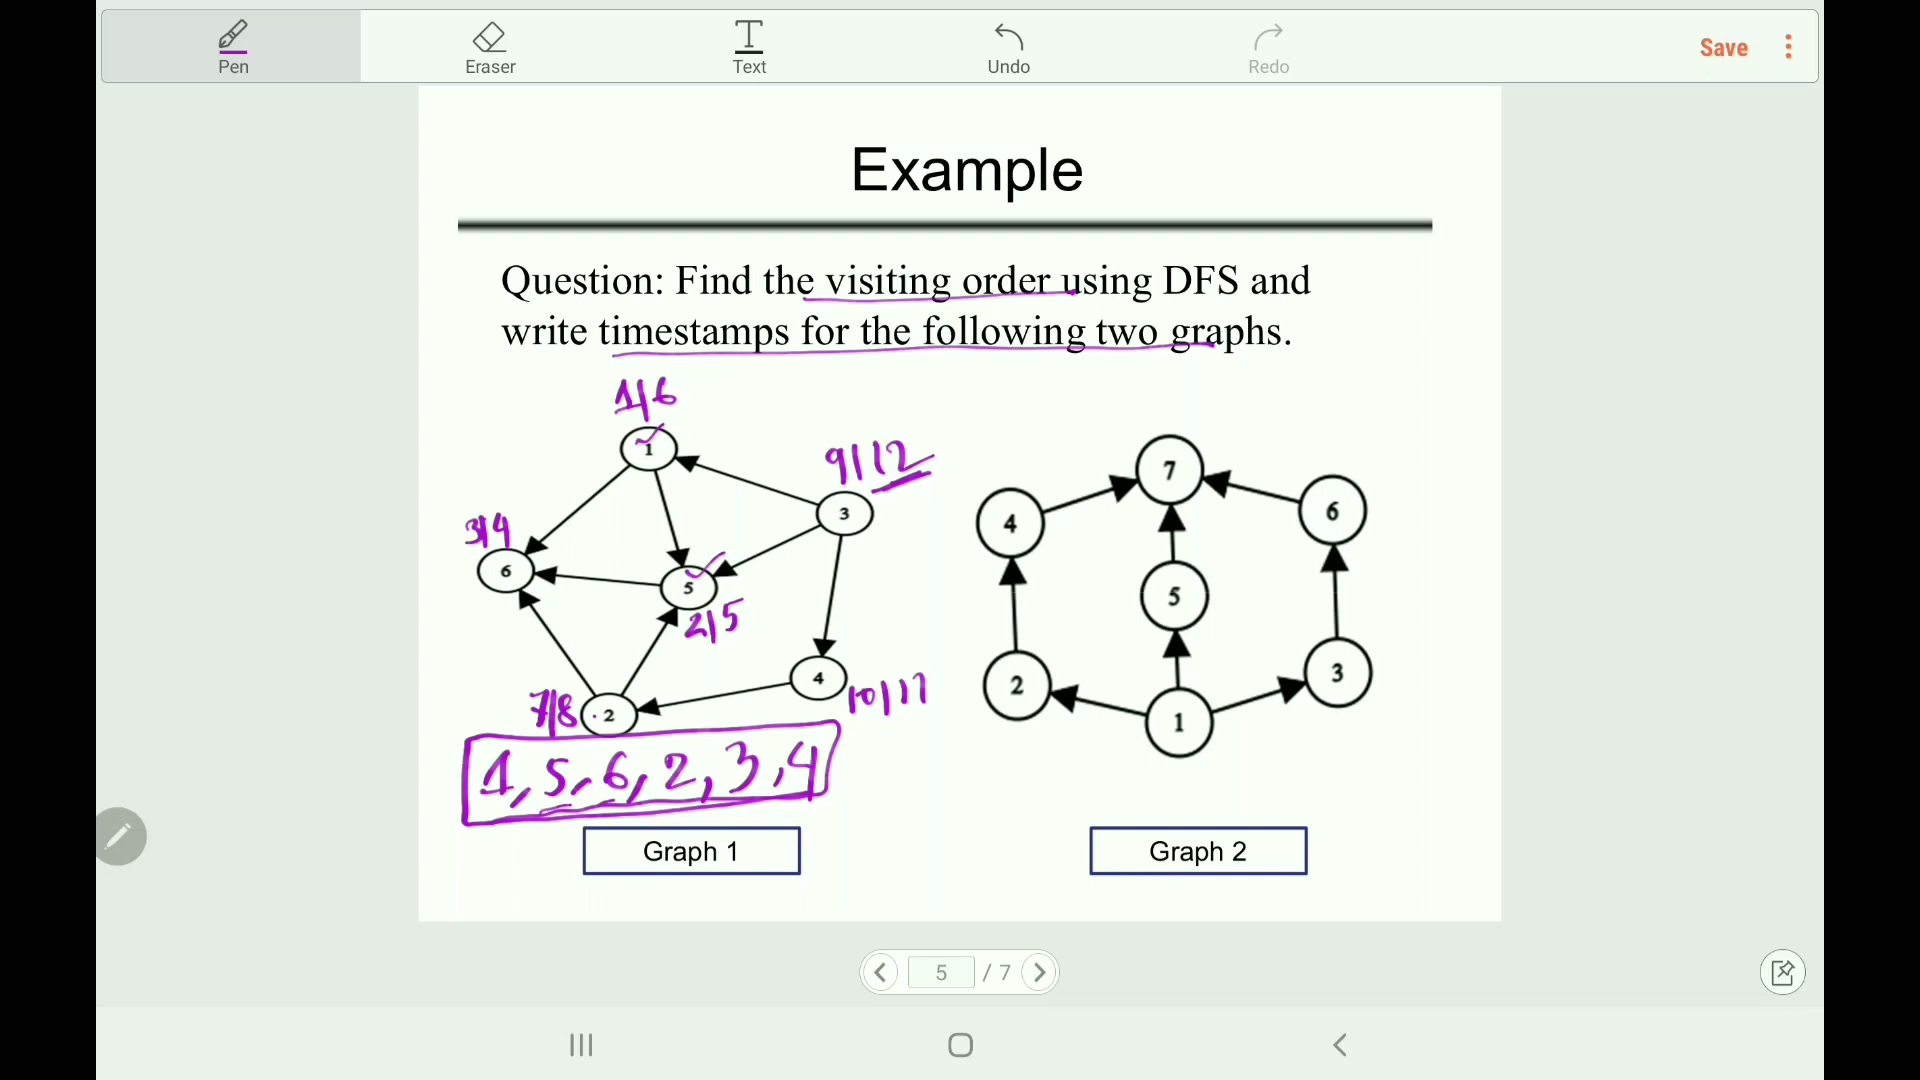 Pen
Eraser
Text
Undo
Redo
Save
Example
Question: Find the visiting order using DFS and
write timestamps for the following two graphs.
1/6
1
9/12
3
3/4
6
5
2/5
4
10/11
7/8
2
1, 5, 6, 2, 3, 4
7
4
6
5
2
3
1
Graph 1
Graph 2
5 / 7